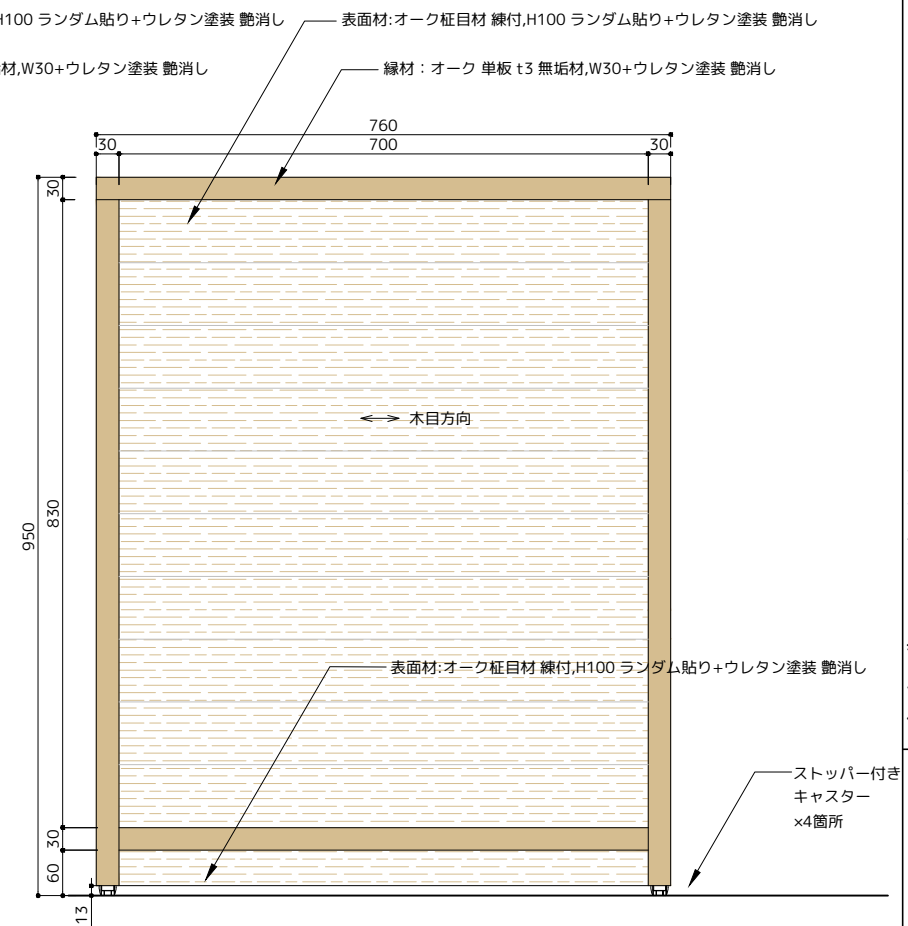 H100 ランダム貼り+ウレタン塗装 艶消し
表面材:オーク柾目材 練付,H100 ランダム貼り+ウレタン塗装 艶消し
材,W30+ウレタン塗装 艶消し
縁材：オーク 単板 t3 無垢材,W30+ウレタン塗装 艶消し
760
30
700
30
30
木目方向
830
950
表面材:オーク柾目材 練付,H100 ランダム貼り+ウレタン塗装 艶消し
ストッパー付き
キャスター
×4箇所
30
60
13